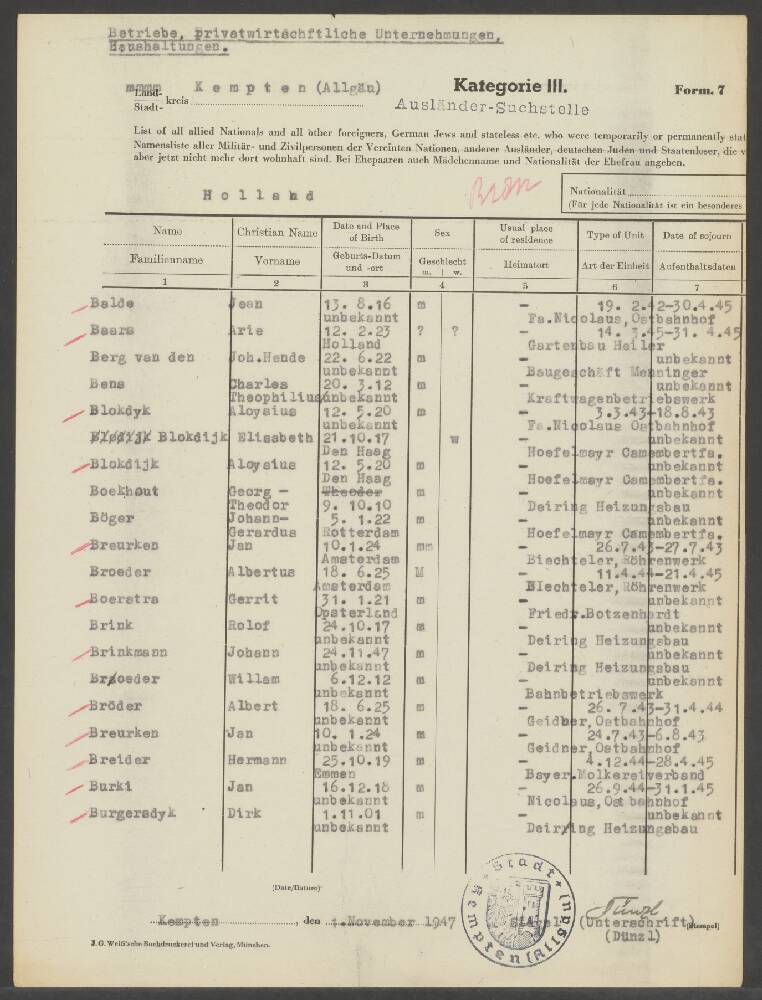 Betriebe, privatwirtschftliche Unternehmungen,
Haushaltungen.
Land-
Stadt- kreis K e m p t e n (Allgäu)
Kategorie III.
Form. 7
Ausländer-Suchstelle
List of all allied Nationals and all other foreigners, German Jews and stateless etc. who were temporarily or permanently stat
Namensliste aller Militär- und Zivilpersonen der Vereinten Nationen, anderer Ausländer, deutschen Juden und Staatenloser, die v
aber jetzt nicht mehr dort wohnhaft sind. Bei Ehepaaren auch Mädchenname und Nationalität der Ehefrau angeben.
H o l l a n d
Nationalität
(Für jede Nationalität ist ein besonderes
Name Christian Name Date and Place of Birth Sex Usual place of residence Type of Unit Date of sojourn
Familienname Vorname Geburts-Datum und -ort Geschlecht m. w. Heimatort Art der Einheit Aufenthaltsdaten
1 2 3 4 5 6 7
Balde Jean 13. 8.16 m - 19. 2.42-30.4.45
unbekannt Fa.Nicolaus,Ostbahnhof
Baars Arie 12. 2.23 ? ? - 14. 3.45-31. 4.45
Holland Gartenbau Heiler
Berg van den Joh.Hende 22. 6.22 m - unbekannt
unbekannt Baugeschäft Menninger
Bens Charles 20. 3.12 m - unbekannt
Theophilius unbekannt Kraftwagenbetriebswerk
Blokdyk Aloysius 12. 5.20 m - 3.3.43-18.8.43
unbekannt Fa.Nicolaus Ostbahnhof
Blokdijk Elisabeth 21.10.17 w - unbekannt
Den Haag Hoefelmayr Camembertfa.
Blokdijk Aloysius 12. 5.20 m - unbekannt
Den Haag Hoefelmayr Camembertfa.
Boekhout Georg - Theodor m - unbekannt
Theodor 9. 10.10 Deiring Heizungsbau
Böger Johann- 5. 1.22 m - unbekannt
Gerardus Rotterdam Hoefelmayr Camembertfa.
Breurken Jan 10.1.24 mm - 26.7.43-27.7.43
Amsterdam Biechteler, Röhrenwerk
Broeder Albertus 18. 6.25 M - 11.4.44-21.4.45
Amsterdam BIechteler, Röhrenwerk
Boerstra Gerrit 31. 1.21 m - unbekannt
Opsterland Friedr.Botzenhardt
Brink Rolof 24.10.17 m - unbekannt
unbekannt Deiring Heizungsbau
Brinkmann Johann 24.11.47 m - unbekannt
unbekannt Deiring Heizungsbau
Broeder Willem 6.12.12 m - unbekannt
unbekannt Bahnbetriebswerk
Bröder Albert 18. 6.25 m - 26. 7.43-31.4.44
unbekannt Geidner,Ostbahnhof
Breurken Jan 10. 1.24 m - 24.7.43-6.8.43
unbekannt Geidner,Ostbahnhof
Breider Hermann 25.10.19 m - 4.12.44-28.4.45
Emmen Bayer.Molkereiverband
Burki Jan 16.12.18 m - 26.9.44-31.1.45
unbekannt Nicolaus,Ost bahnhof
Burgersdyk Dirk 1.11.01 m - unbekannt
unbekannt Deiring Heizungsbau
(Date/Datum)
Kempten, den 1.November 1947
Stadt Kempten (Allgäu)
(Unterschrift) (Stempel)
(Dünzl)
J. G. Weiß'sche Buchdruckerei und Verlag, München.